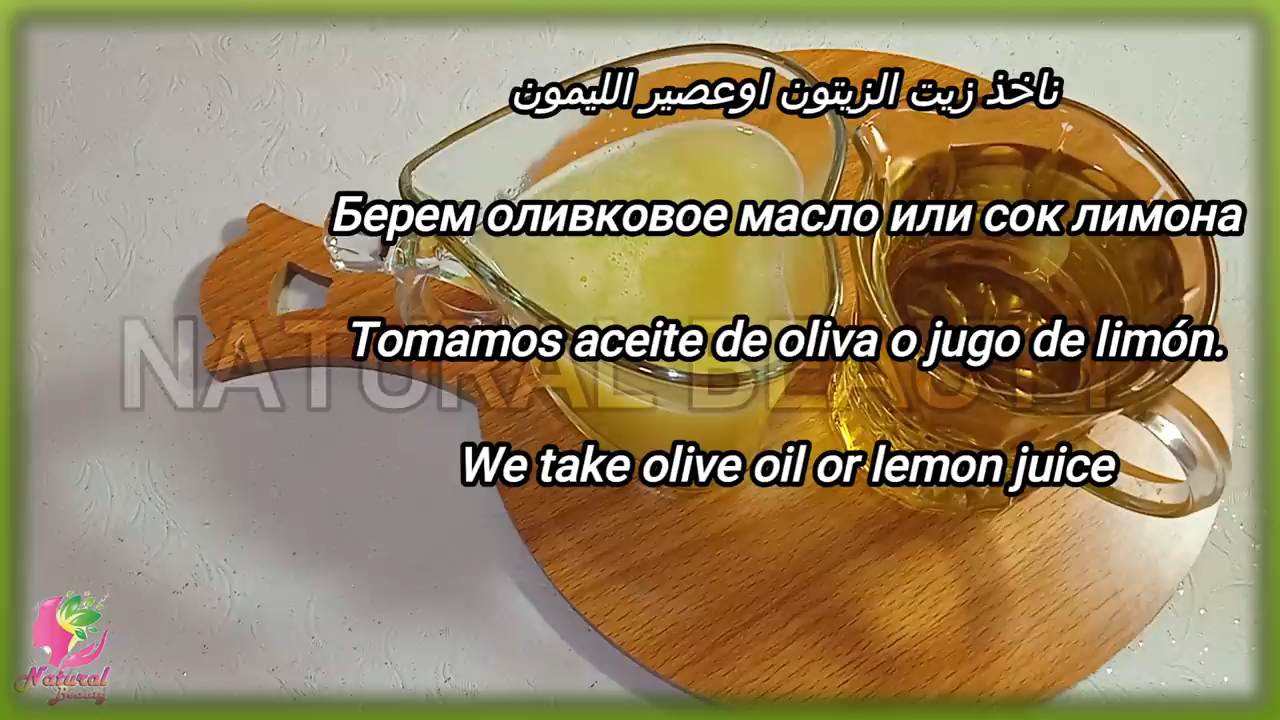 ناخذ زيت الزيتون اوعصير الليمون
Берем оливковое масло или сок лимона
Tomamos aceite de oliva o jugo de limón.
NATURAL BEAUTY
We take olive oil or lemon juice
Natural
Beauty